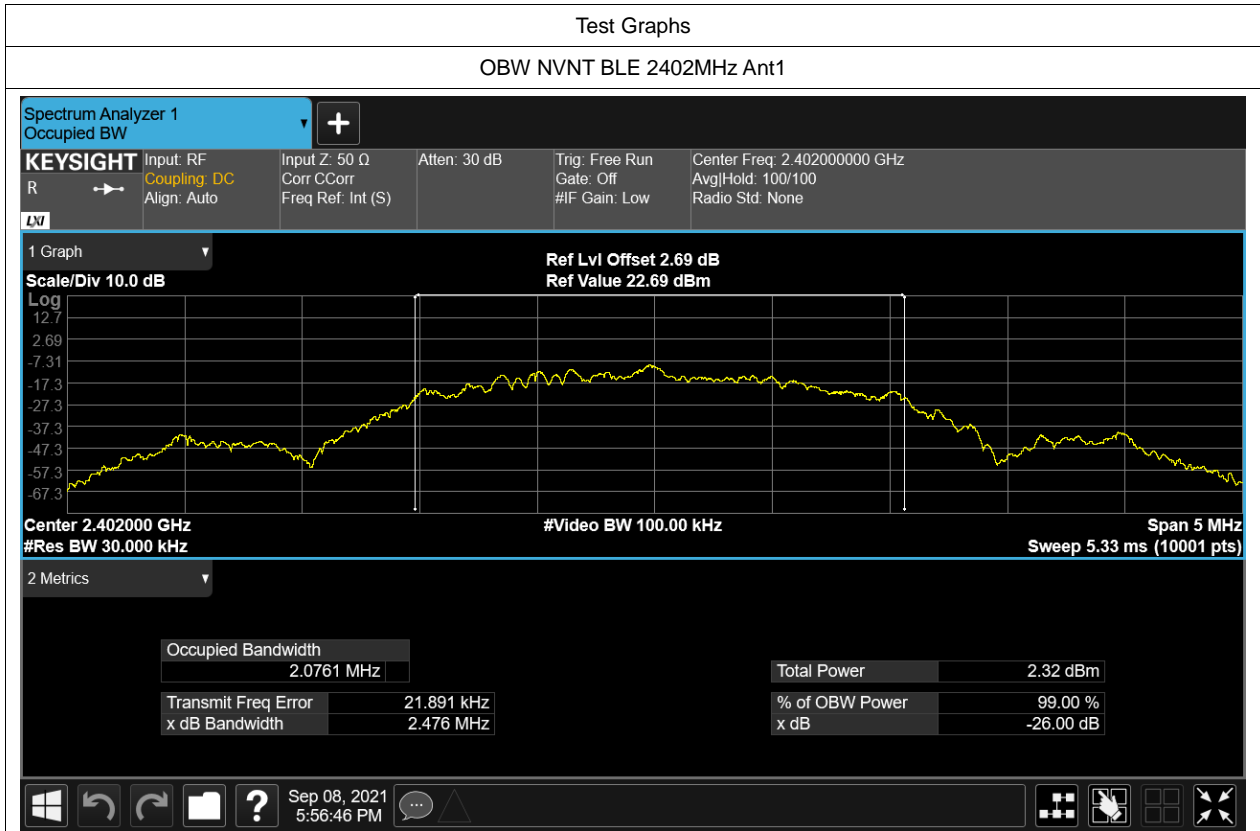 Test Graphs
OBW NVNT BLE 2402MHz Ant1
Spectrum Analyzer 1
Occupied BW
KEYSIGHT
R
LXI
Input: RF
Coupling: DC
Align: Auto
Input Z: 50 Ω
Corr CCorr
Freq Ref: Int (S)
Atten: 30 dB
Trig: Free Run
Gate: Off
#IF Gain: Low
Center Freq: 2.402000000 GHz
Avg|Hold: 100/100
Radio Std: None
1 Graph
Scale/Div 10.0 dB
Ref Lvl Offset 2.69 dB
Ref Value 22.69 dBm
Log
12.7
2.69
-7.31
-17.3
-27.3
-37.3
-47.3
-57.3
-67.3
Center 2.402000 GHz
#Video BW 100.00 kHz
Span 5 MHz
#Res BW 30.000 kHz
Sweep 5.33 ms (10001 pts)
2 Metrics
Occupied Bandwidth
2.0761 MHz
Total Power 2.32 dBm
Transmit Freq Error 21.891 kHz
% of OBW Power 99.00 %
x dB Bandwidth 2.476 MHz
x dB -26.00 dB
?
Sep 08, 2021
5:56:46 PM